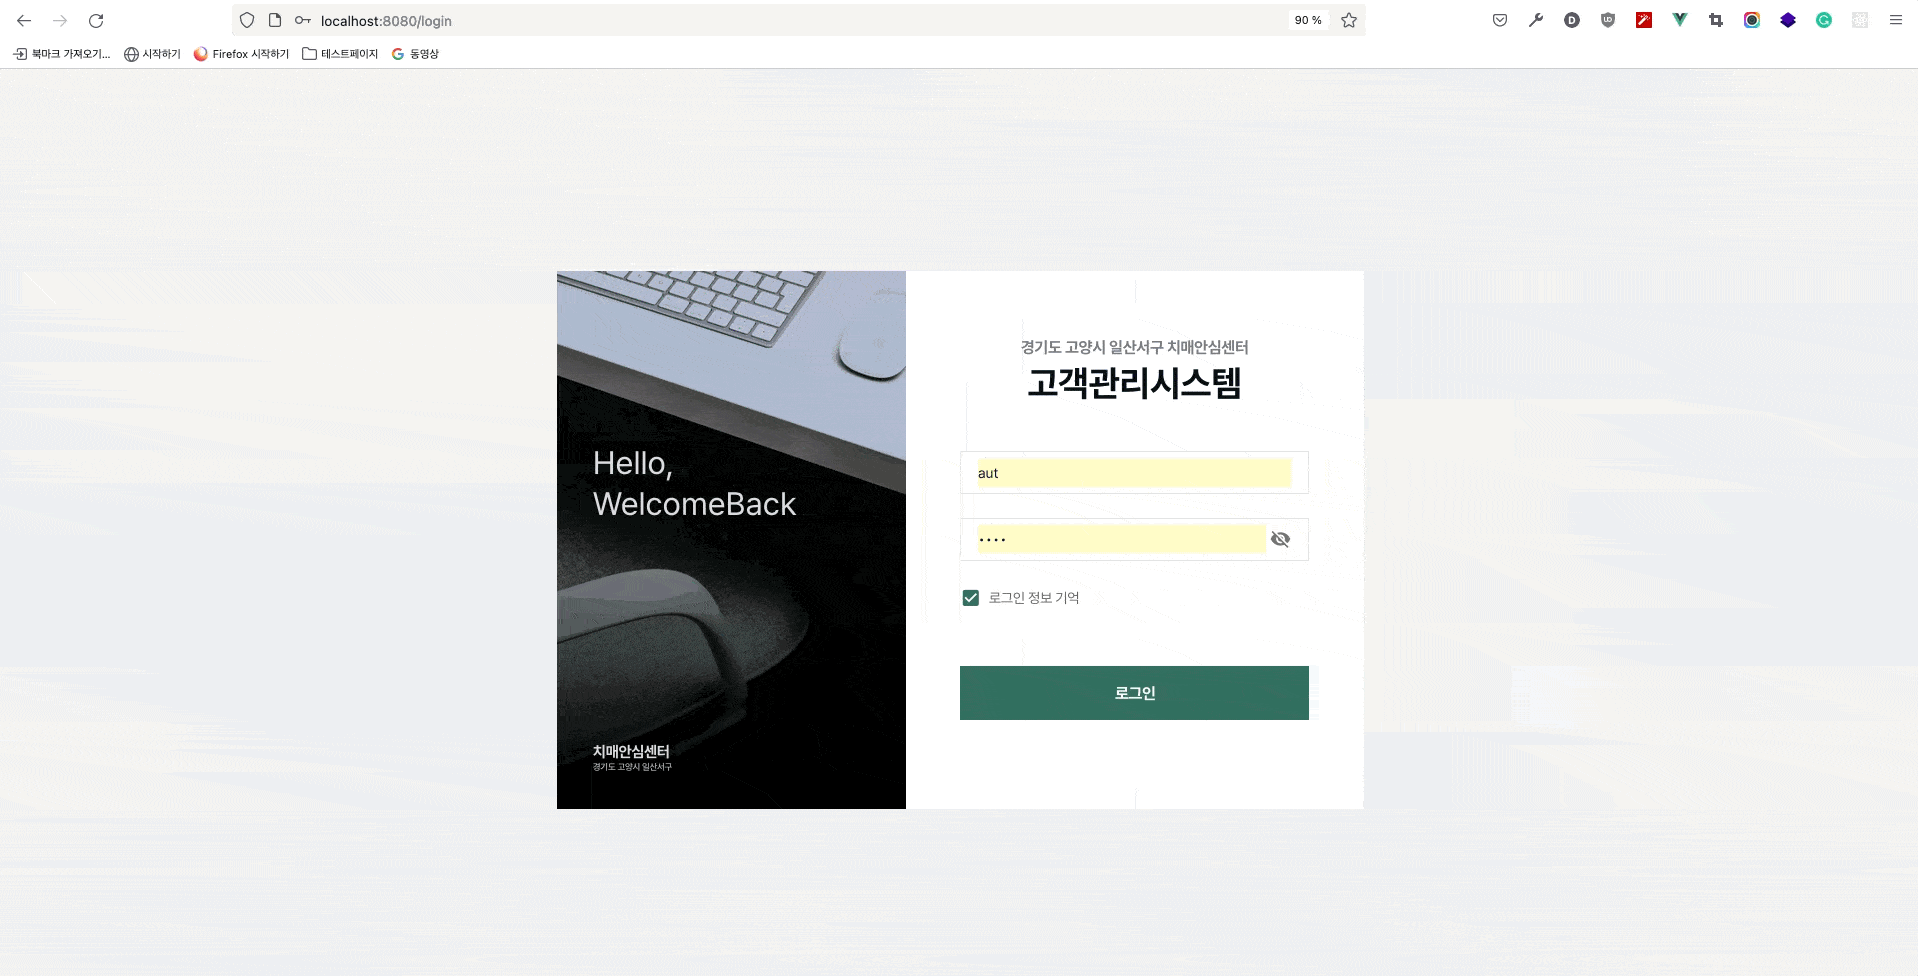 localhost:8080/login
90 %
북마크 가져오기...
시작하기
Firefox 시작하기
테스트페이지
동영상
Hello,
WelcomeBack
치매안심센터
경기도 고양시 일산서구
경기도 고양시 일산서구 치매안심센터
고객관리시스템
aut
••••
로그인 정보 기억
로그인